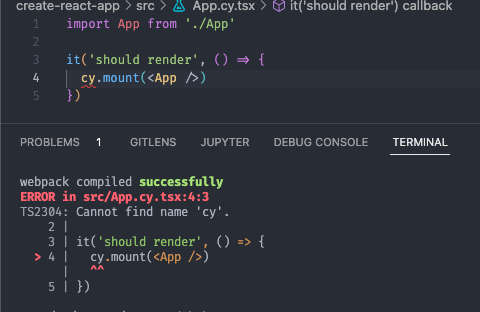 create-react-app > src > App.cy.tsx > it('should render') callback
1 import App from './App'
2
3 it('should render', () => {
4 cy.mount(<App />)
5 })
PROBLEMS 1 GITLENS JUPYTER DEBUG CONSOLE TERMINAL
webpack compiled successfully
ERROR in src/App.cy.tsx:4:3
TS2304: Cannot find name 'cy'.
2 |
3 | it('should render', () => {
> 4 | cy.mount(<App />)
| ^^
5 | })